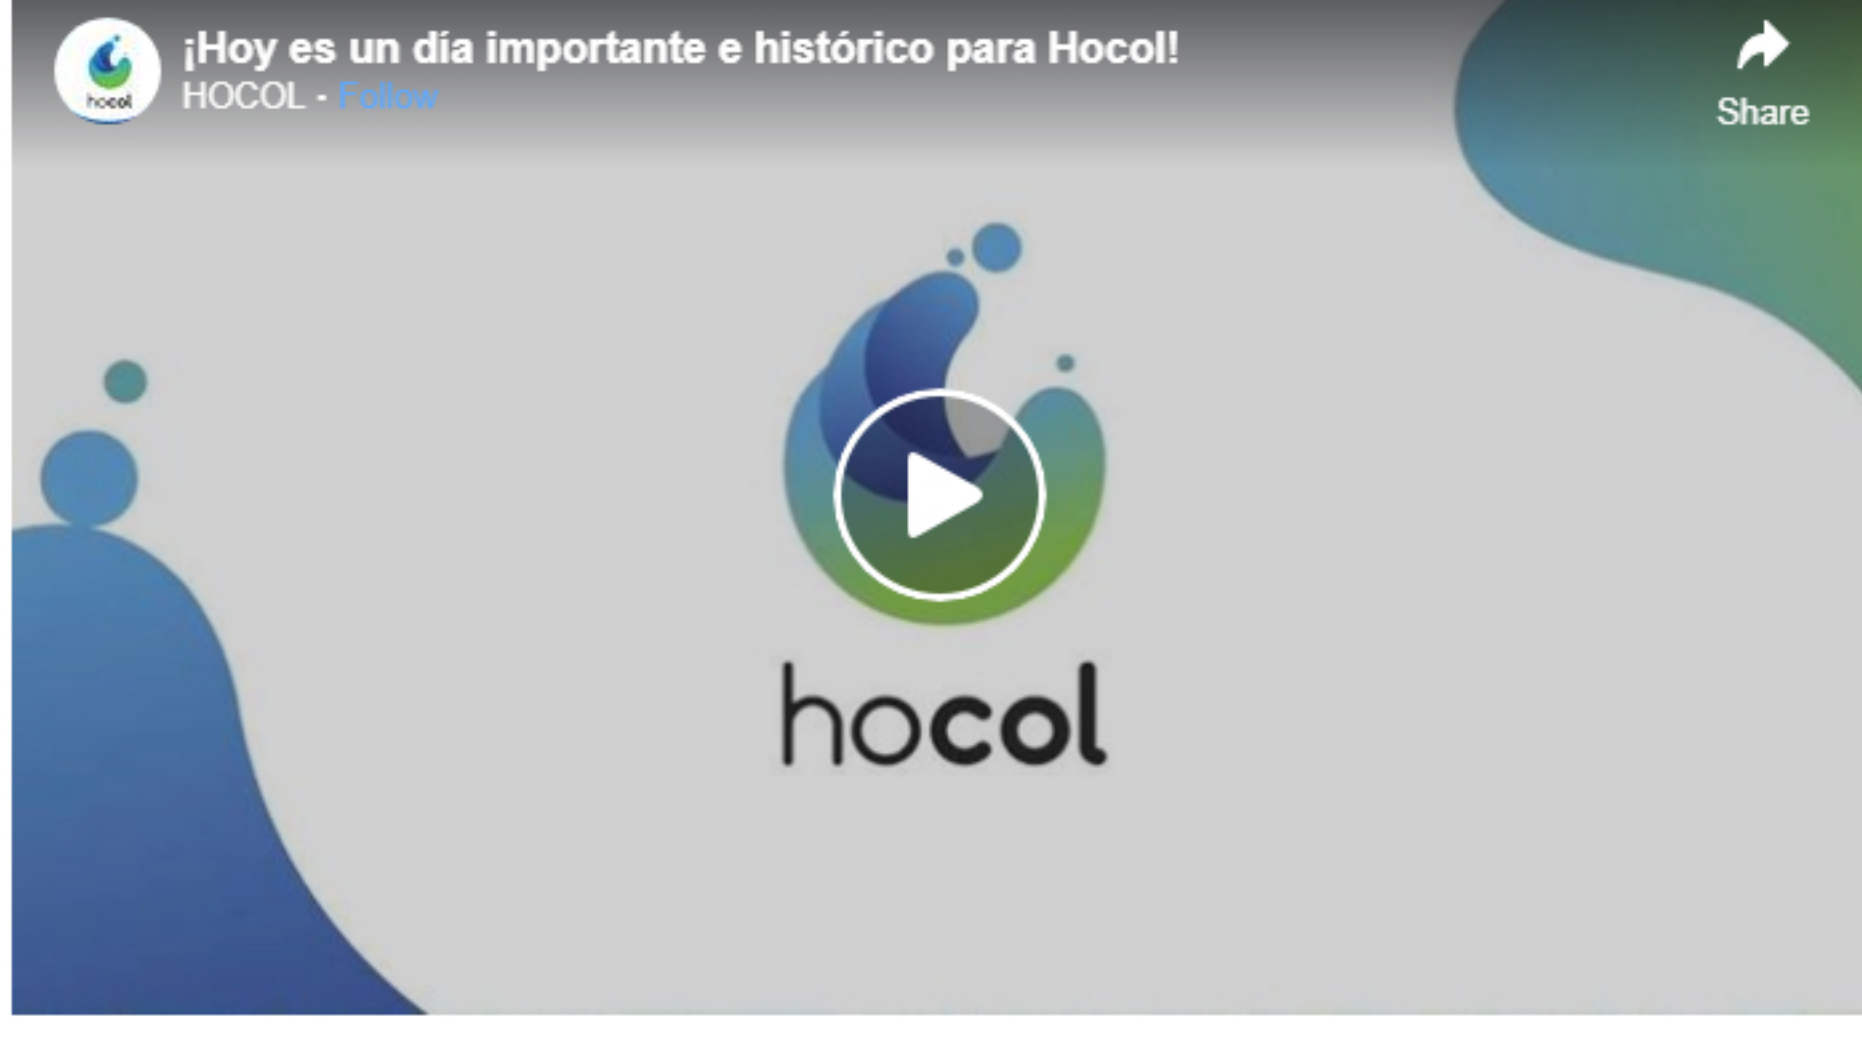 ¡Hoy es un día importante e histórico para Hocol!
HOCOL - Follow
Share
hocol
hocol